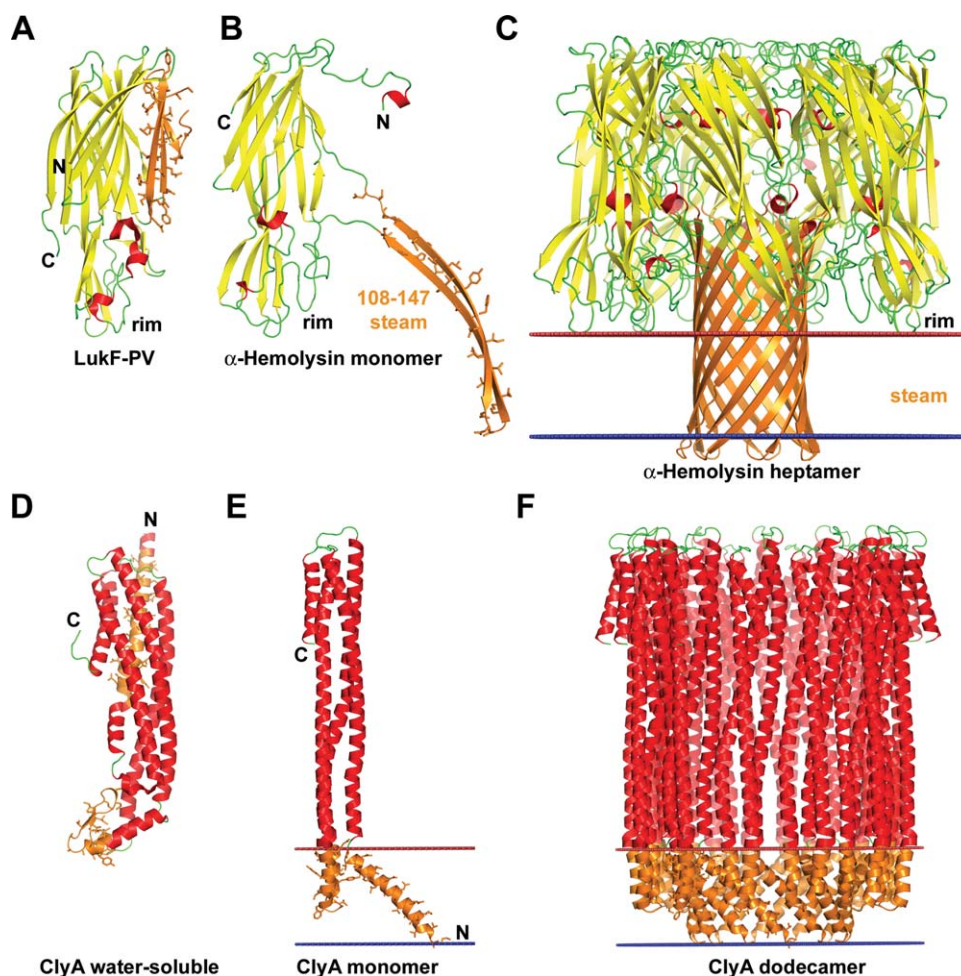 A
B
C
N
C
rim
LukF-PV
C
N
108-147
steam
rim
α-Hemolysin monomer
rim
steam
α-Hemolysin heptamer
D
E
F
N
C
ClyA water-soluble
C
N
ClyA monomer
ClyA dodecamer